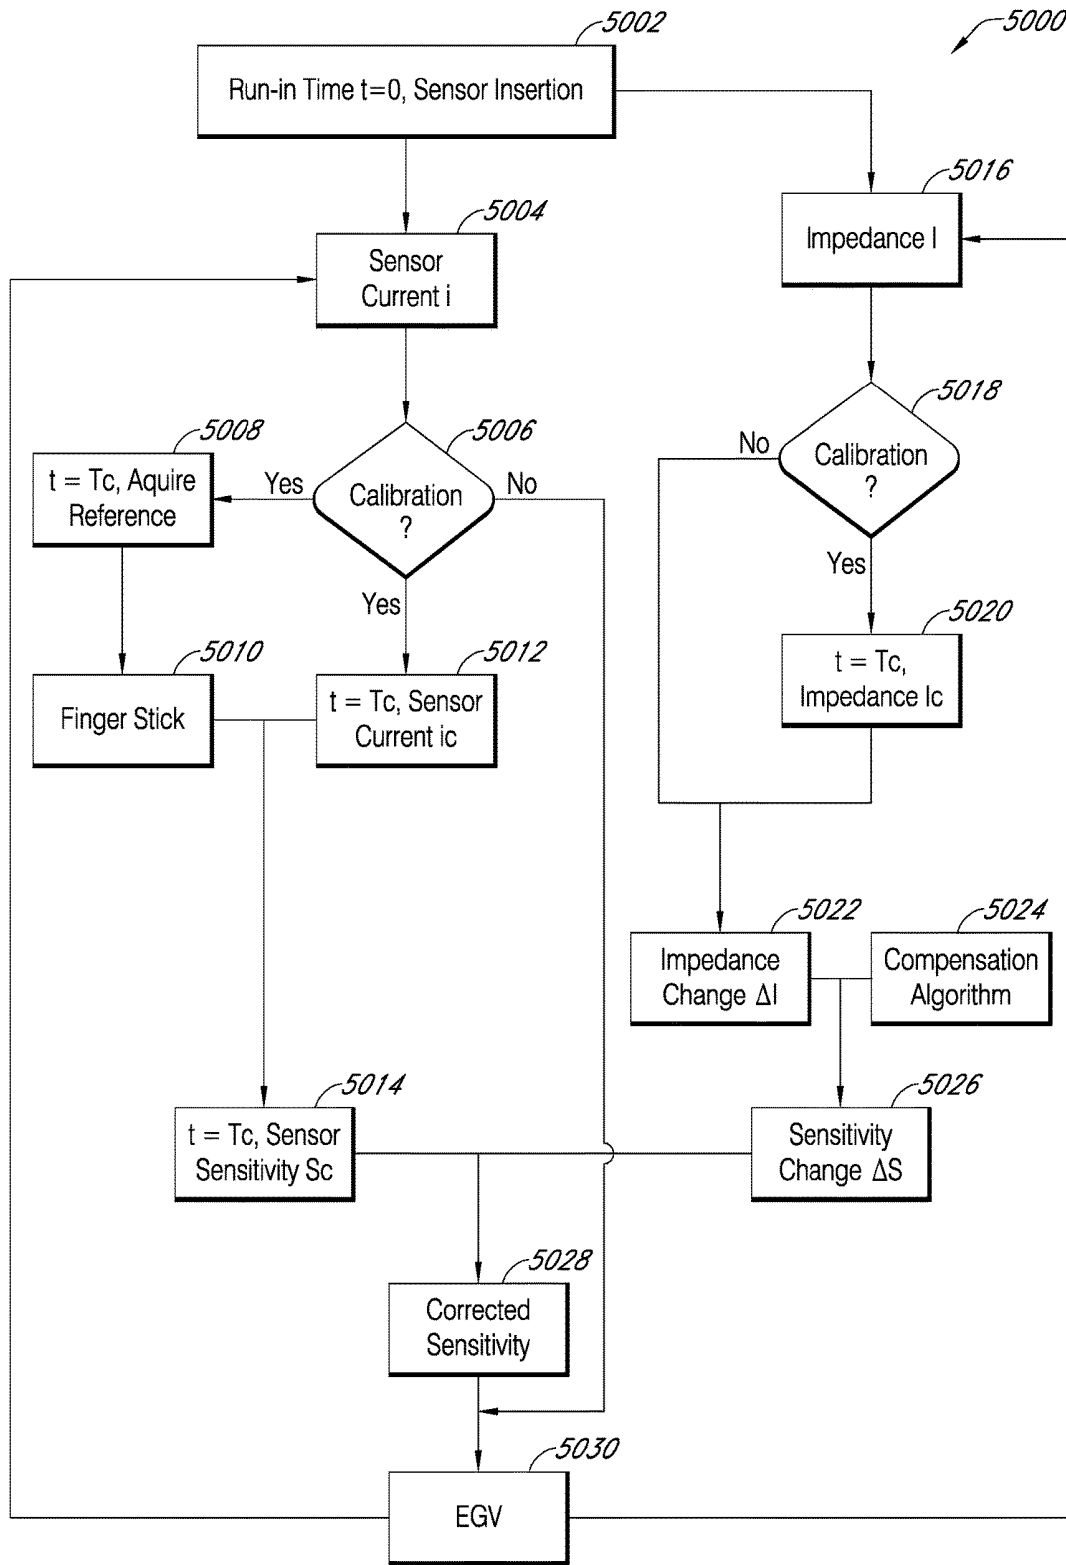 5002
5000
Run-in Time t=0, Sensor Insertion
5016
Impedance I
5004
Sensor
Current i
5018
Calibration
?
No
Yes
5008
t = Tc, Aquire
Reference
5006
Calibration
?
Yes
No
Yes
5020
t = Tc,
Impedance Ic
5010
Finger Stick
5012
t = Tc, Sensor
Current ic
5022
Impedance
Change ΔI
5024
Compensation
Algorithm
5014
t = Tc, Sensor
Sensitivity Sc
5026
Sensitivity
Change ΔS
5028
Corrected
Sensitivity
5030
EGV